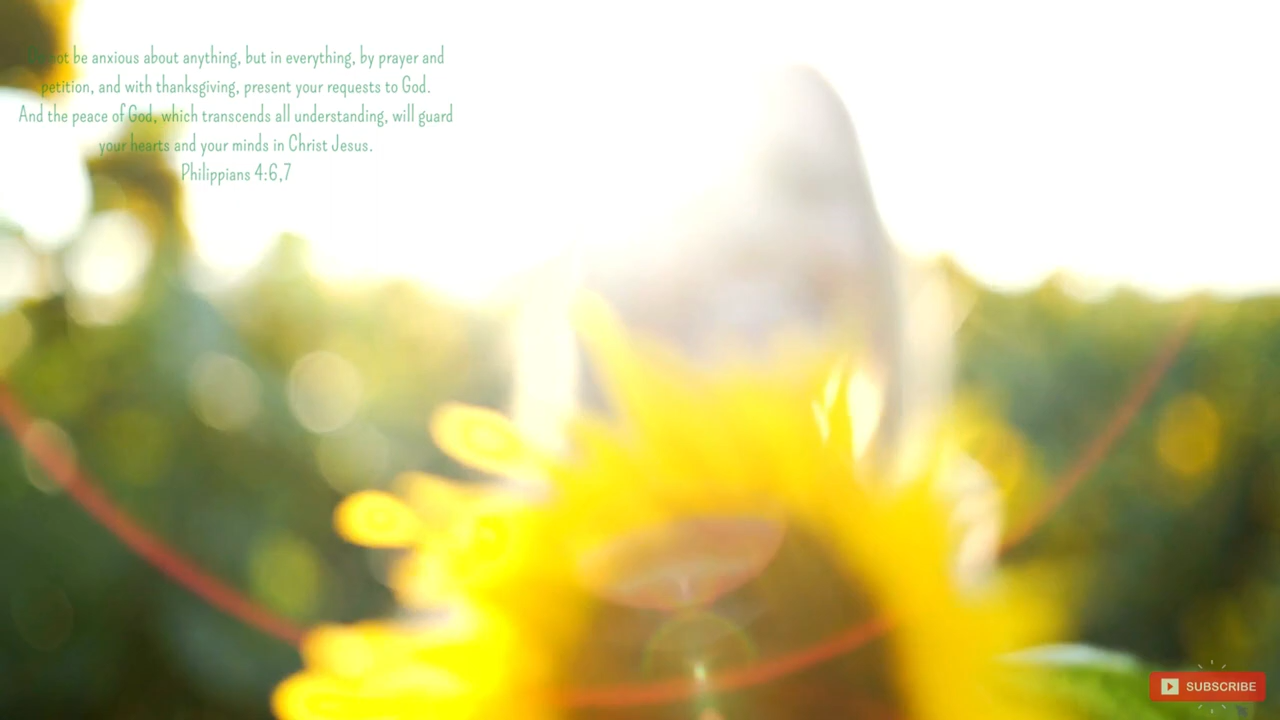 Do not be anxious about anything, but in everything, by prayer and
petition, and with thanksgiving, present your requests to God.
And the peace of God, which transcends all understanding, will guard
your hearts and your minds in Christ Jesus.
Philippians 4:6,7
SUBSCRIBE